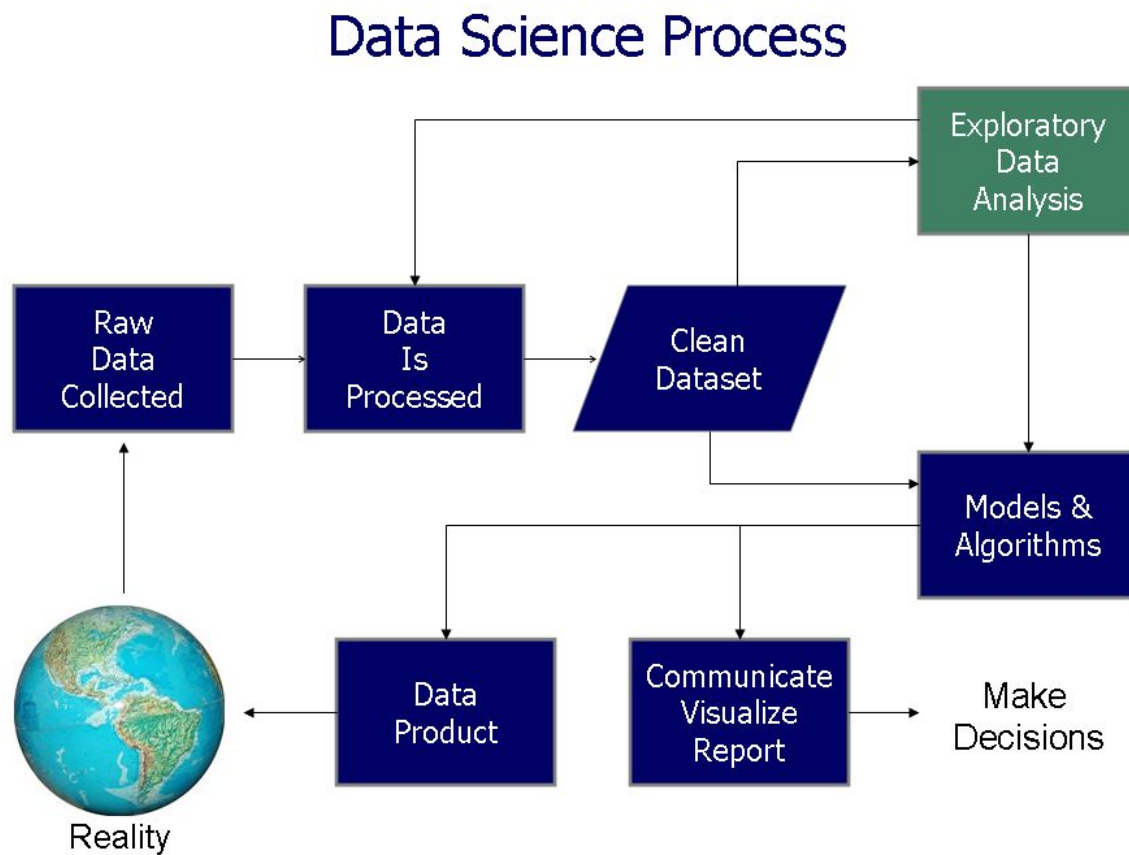 Data Science Process
Exploratory
Data
Analysis
Raw
Data
Collected
Data
Is
Processed
Clean
Dataset
Models &
Algorithms
Data
Product
Communicate
Visualize
Report
Make
Decisions
Reality